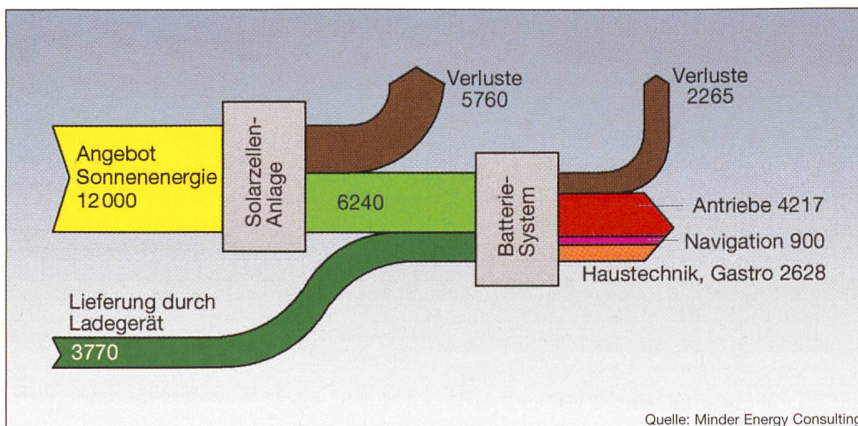 Verluste
5760
Verluste
2265
Angebot
Sonnenenergie
12000
Solarzellen-
Anlage
6240
Batterie-
System
Antriebe 4217
Navigation 900
Haustechnik, Gastro 2628
Lieferung durch
Ladegerät
3770
Quelle: Minder Energy Consulting